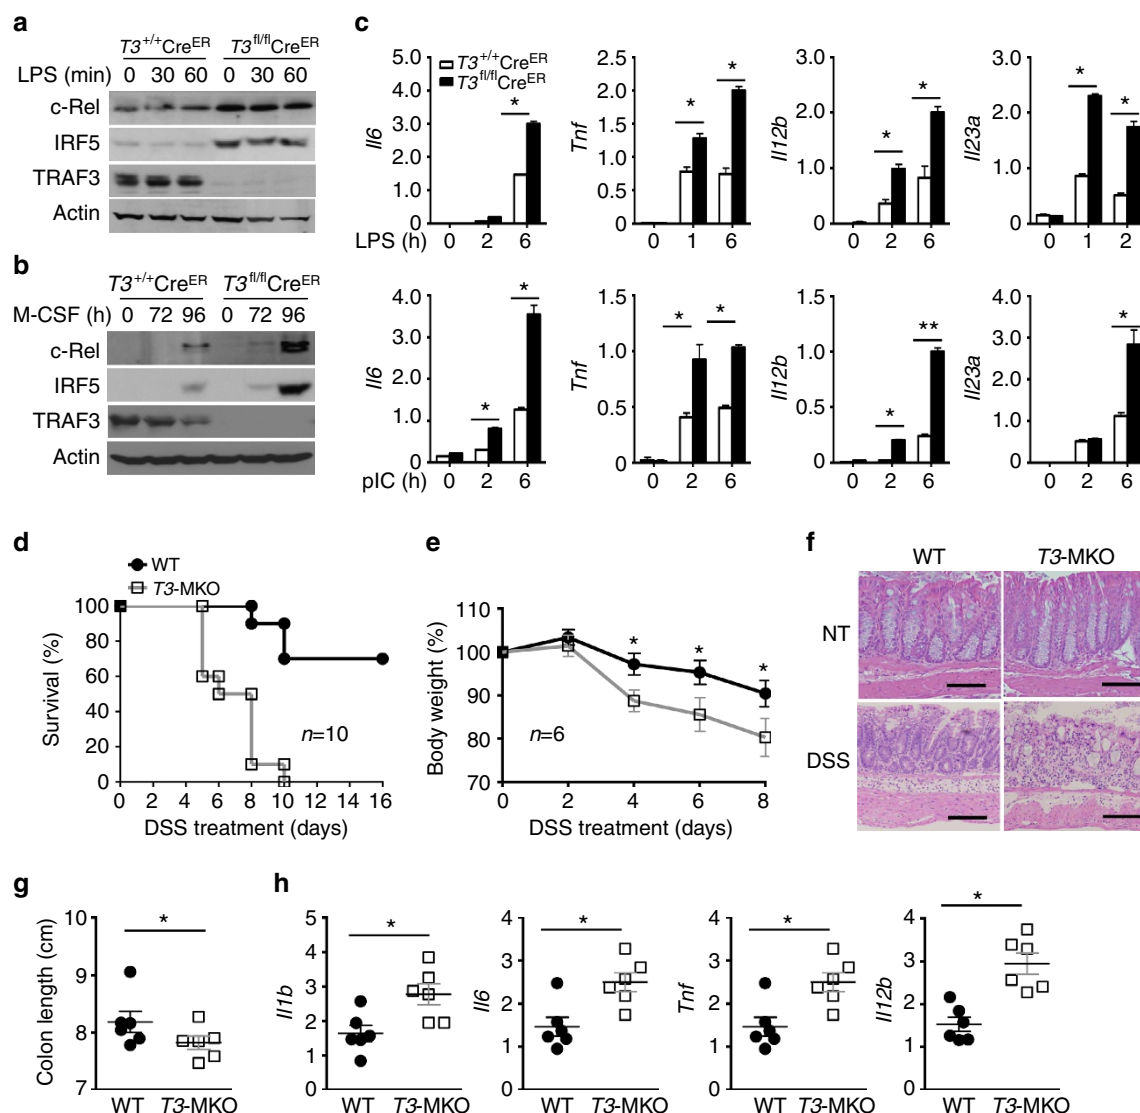 a
T3+/+CreER T3fl/flCreER
LPS (min) 0 30 60 0 30 60
c-Rel
IRF5
TRAF3
Actin
b
T3+/+CreER T3fl/flCreER
M-CSF (h) 0 72 96 0 72 96
c-Rel
IRF5
TRAF3
Actin
c
T3+/+CreER
T3fl/flCreER
Il6
5.0
4.0
3.0
2.0
1.0
0
*
LPS (h) 0 2 6
Tnf
2.5
2.0
1.5
1.0
0.5
0
* *
0 1 6
Il12b
3.0
2.0
1.0
0
* *
0 2 6
Il23a
3.0
2.0
1.0
0
* *
0 1 2
Il6
4.0
3.0
2.0
1.0
0
* *
pIC (h) 0 2 6
Tnf
1.5
1.0
0.5
0
* *
0 2 6
Il12b
1.5
1.0
0.5
0
* **
0 2 6
Il23a
4.0
3.0
2.0
1.0
0
*
0 2 6
d
WT
T3-MKO
Survival (%)
100
80
60
40
20
0
n=10
0 2 4 6 8 10 12 14 16
DSS treatment (days)
e
Body weight (%)
110
100
90
80
70
* * *
n=6
0 2 4 6 8
DSS treatment (days)
f
WT T3-MKO
NT
DSS
g
Colon length (cm)
10
9
8
7
*
WT T3-MKO
h
Il1b
5
4
3
2
1
0
*
WT T3-MKO
Il6
4
3
2
1
0
*
WT T3-MKO
Tnf
4
3
2
1
0
*
WT T3-MKO
Il12b
4
3
2
1
0
*
WT T3-MKO